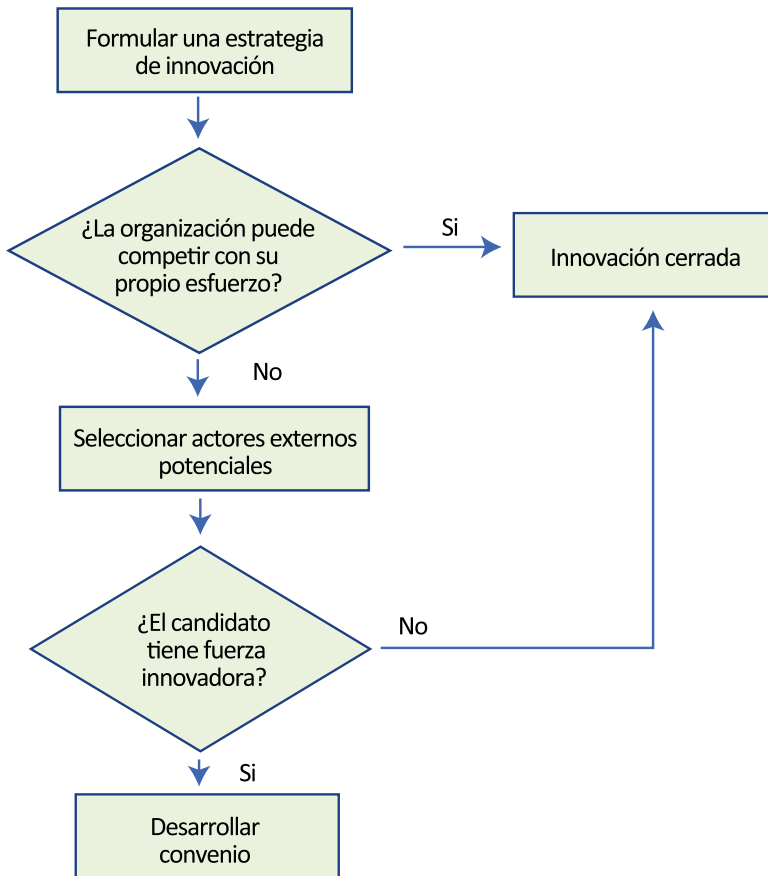 Formular una estrategia
de innovación
¿La organización puede
competir con su
propio esfuerzo?
Si
Innovación cerrada
No
Seleccionar actores externos
potenciales
¿El candidato
tiene fuerza
innovadora?
No
Si
Desarrollar
convenio